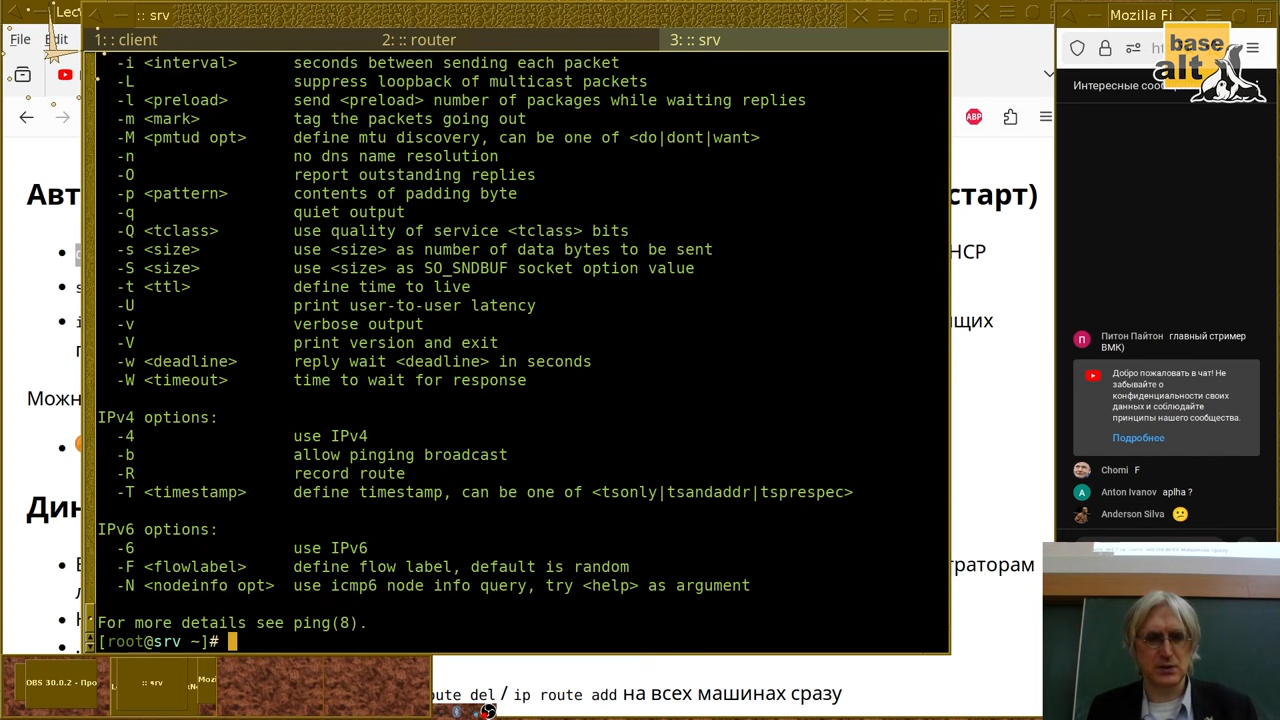 :: srv
1: : client
2: :: router
3: :: srv
-i <interval> seconds between sending each packet
-L suppress loopback of multicast packets
-l <preload> send <preload> number of packages while waiting replies
-m <mark> tag the packets going out
-M <pmtud opt> define mtu discovery, can be one of <do|dont|want>
-n no dns name resolution
-O report outstanding replies
-p <pattern> contents of padding byte
-q quiet output
-Q <tclass> use quality of service <tclass> bits
-s <size> use <size> as number of data bytes to be sent
-S <size> use <size> as SO_SNDBUF socket option value
-t <ttl> define time to live
-U print user-to-user latency
-v verbose output
-V print version and exit
-w <deadline> reply wait <deadline> in seconds
-W <timeout> time to wait for response
IPv4 options:
-4 use IPv4
-b allow pinging broadcast
-R record route
-T <timestamp> define timestamp, can be one of <tsonly|tsandaddr|tsprespec>
IPv6 options:
-6 use IPv6
-F <flowlabel> define flow label, default is random
-N <nodeinfo opt> use icmp6 node info query, try <help> as argument
For more details see ping(8).
[root@srv ~]#
Lect
File Edit
Авт
старт)
НСР
щих
Можн
Дин
траторам
oute del / ip route add на всех машинах сразу
OBS 30.0.2 - Про
:: srv
Mozi
Mozilla Fi
base
alt
Интересные сооб
Питон Пайтон главный стример
ВМК)
Добро пожаловать в чат! Не
забывайте о
конфиденциальности своих
данных и соблюдайте
принципы нашего сообщества.
Подробнее
Chomi F
Anton Ivanov aplha ?
Anderson Silva